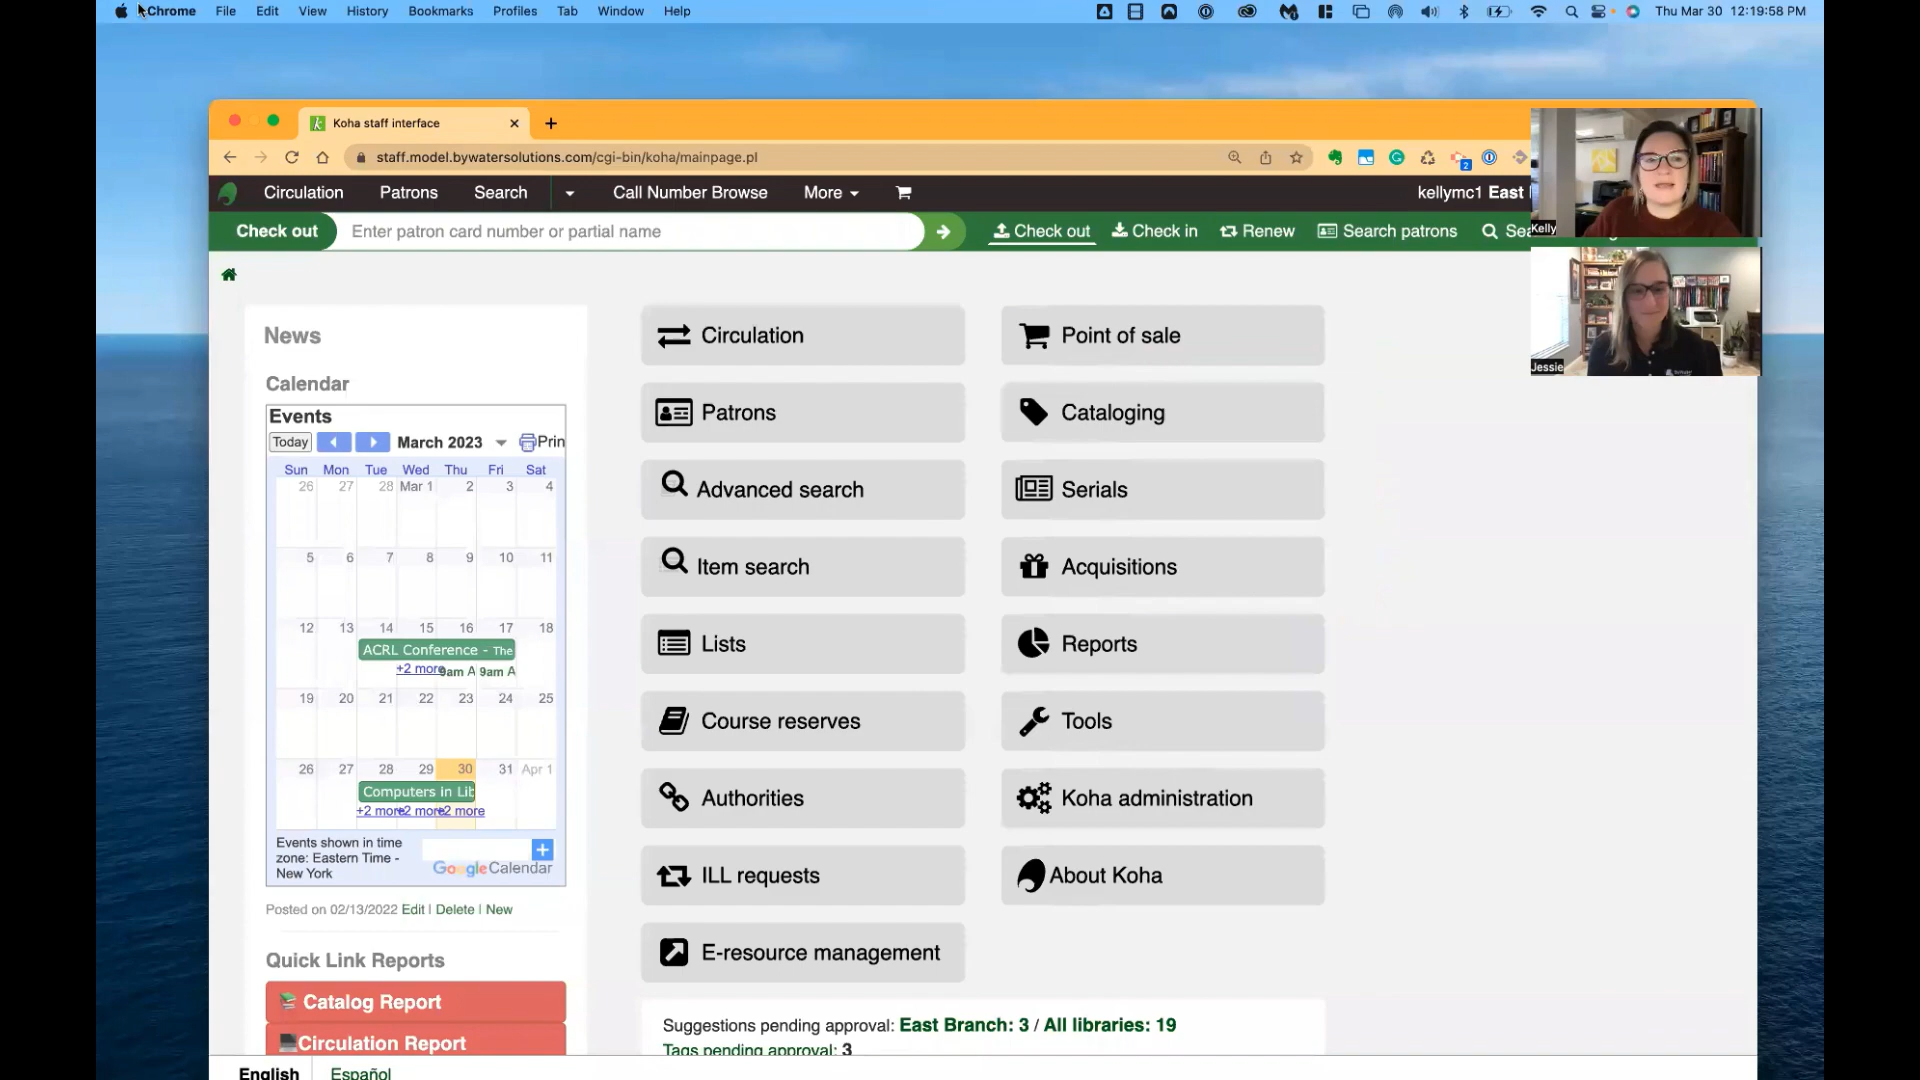 Chrome File Edit View History Bookmarks Profiles Tab Window Help Thu Mar 30 12:19:58 PM
Koha staff interface
staff.model.bywatersolutions.com/cgi-bin/koha/mainpage.pl
2
Circulation Patrons Search Call Number Browse More kellymc1 East
Check out Enter patron card number or partial name Check out Check in Renew Search patrons
Kelly
Jessie
News
Calendar
Events
Today March 2023 Prin
Sun Mon Tue Wed Thu Fri Sat
26 27 28 Mar 1 2 3 4
5 6 7 8 9 10 11
12 13 14 15 16 17 18
ACRL Conference - The
+2 more 9am A 9am A
19 20 21 22 23 24 25
26 27 28 29 30 31 Apr 1
Computers in Lib
+2 more +2 more +2 more
Events shown in time
zone: Eastern Time -
New York
Google Calendar
Posted on 02/13/2022 Edit | Delete | New
Quick Link Reports
Catalog Report
Circulation Report
Circulation
Patrons
Advanced search
Item search
Lists
Course reserves
Authorities
ILL requests
E-resource management
Point of sale
Cataloging
Serials
Acquisitions
Reports
Tools
Koha administration
About Koha
Suggestions pending approval: East Branch: 3 / All libraries: 19
Tags pending approval: 3
English Español